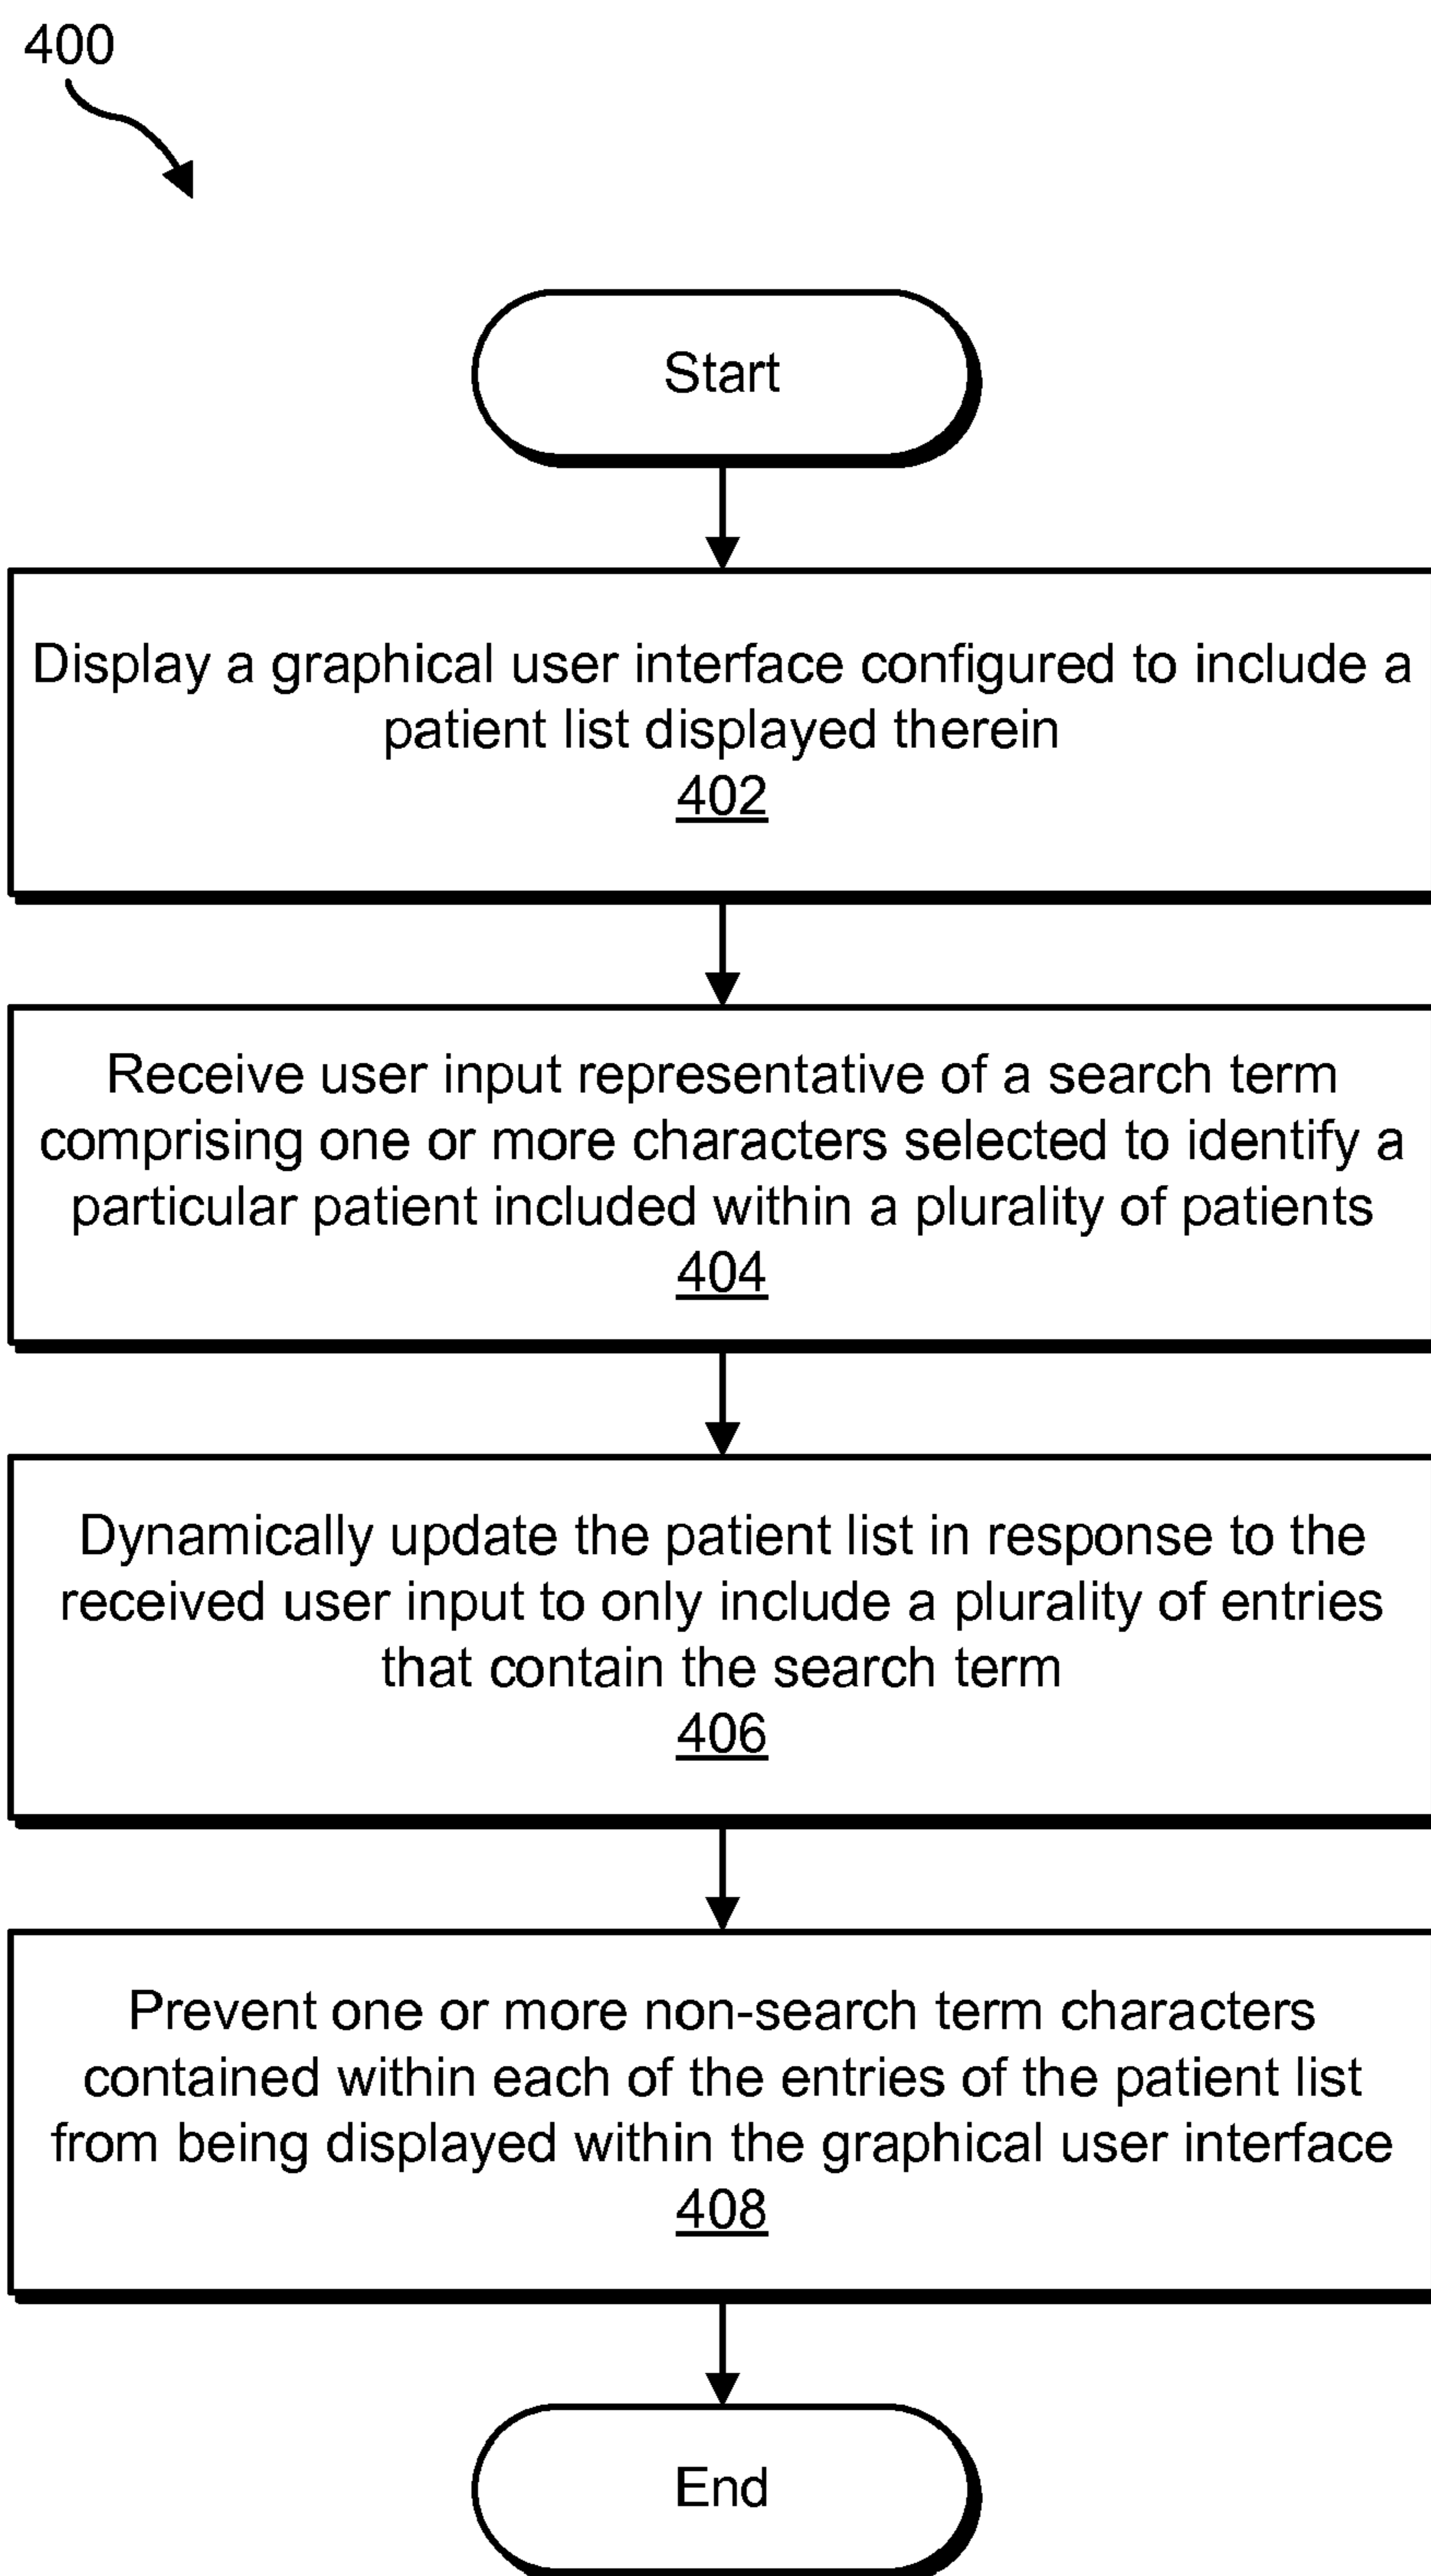 400
Start
Display a graphical user interface configured to include a
patient list displayed therein
402
Receive user input representative of a search term
comprising one or more characters selected to identify a
particular patient included within a plurality of patients
404
Dynamically update the patient list in response to the
received user input to only include a plurality of entries
that contain the search term
406
Prevent one or more non-search term characters
contained within each of the entries of the patient list
from being displayed within the graphical user interface
408
End